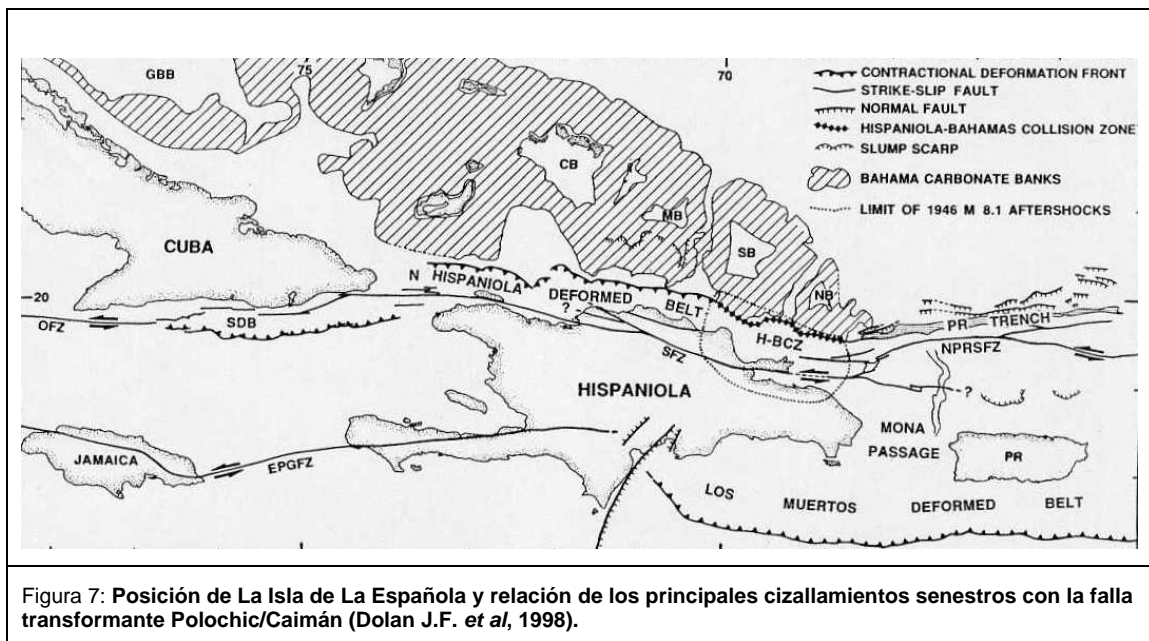 GBB
75
70
CONTRACTIONAL DEFORMATION FRONT
STRIKE-SLIP FAULT
NORMAL FAULT
HISPANIOLA-BAHAMAS COLLISION ZONE
SLUMP SCARP
BAHAMA CARBONATE BANKS
LIMIT OF 1946 M 8.1 AFTERSHOCKS
CB
MB
SB
NB
CUBA
N HISPANIOLA DEFORMED BELT
20
OFZ
SDB
?
H-BCZ
PR TRENCH
NPRSFZ
SFZ
HISPANIOLA
?
MONA
PASSAGE
PR
JAMAICA
EPGFZ
LOS MUERTOS DEFORMED BELT
Figura 7: Posición de La Isla de La Española y relación de los principales cizallamientos senestros con la falla
transformante Polochic/Caimán (Dolan J.F. et al, 1998).